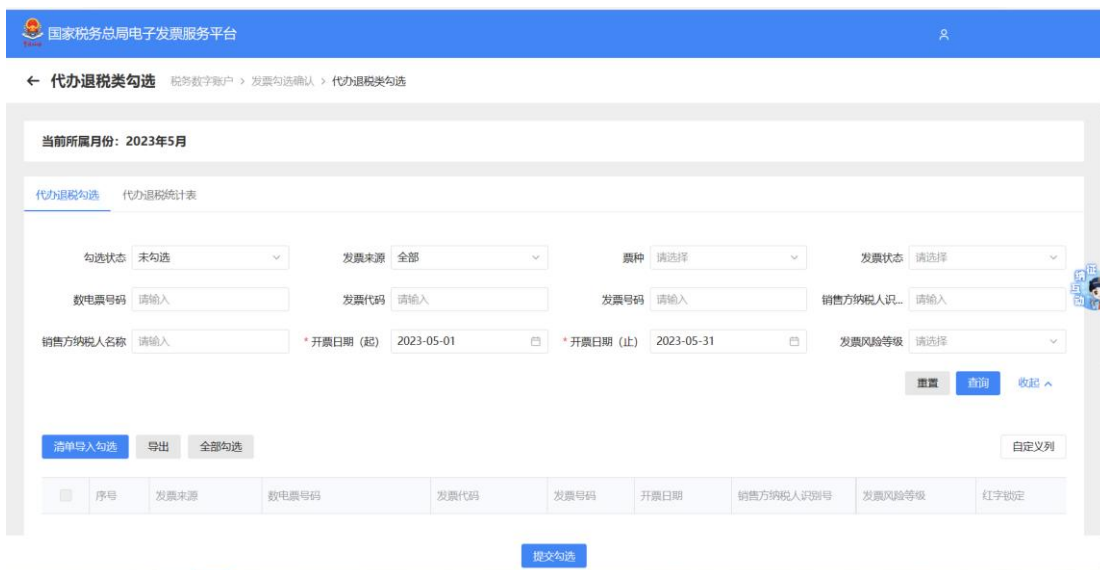 国家税务总局电子发票服务平台
← 代办退税类勾选 税务数字账户 > 发票勾选确认 > 代办退税类勾选
当前所属月份：2023年5月
代办退税勾选 代办退税统计表
勾选状态 未勾选 发票来源 全部 票种 请选择 发票状态 请选择
数电票号码 请输入 发票代码 请输入 发票号码 请输入 销售方纳税人识... 请输入
销售方纳税人名称 请输入 * 开票日期（起） 2023-05-01 * 开票日期（止） 2023-05-31 发票风险等级 请选择
重置 查询 收起
清单导入勾选 导出 全部勾选 自定义列
序号 发票来源 数电票号码 发票代码 发票号码 开票日期 销售方纳税人识别号 发票风险等级 红字锁定
提交勾选